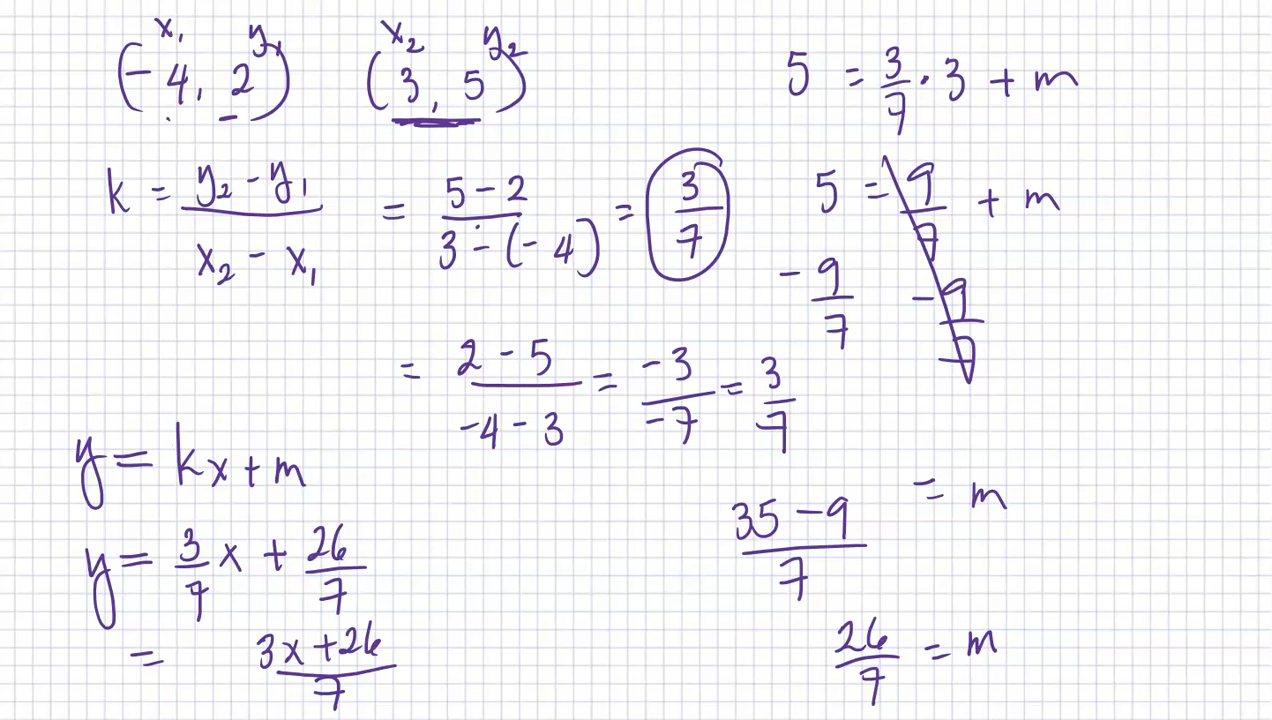 (-4, 2) (3, 5)
x₁ y₁ x₂ y₂
k = y₂ - y₁ / x₂ - x₁ = 5 - 2 / 3 - (-4) = 3/7
= 2 - 5 / -4 - 3 = -3/-7 = 3/7
y = kx + m
y = 3/7 x + 26/7
= 3x + 26 / 7
5 = 3/7 · 3 + m
5 = 9/7 + m
-9/7 -9/7
35 - 9 / 7 = m
26/7 = m